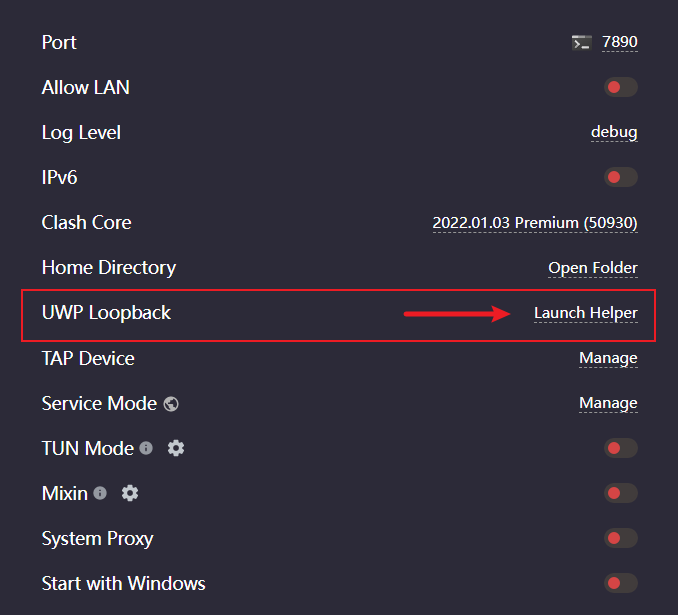 Port 7890
Allow LAN
Log Level debug
IPv6
Clash Core 2022.01.03 Premium (50930)
Home Directory Open Folder
UWP Loopback Launch Helper
TAP Device Manage
Service Mode Manage
TUN Mode
Mixin
System Proxy
Start with Windows